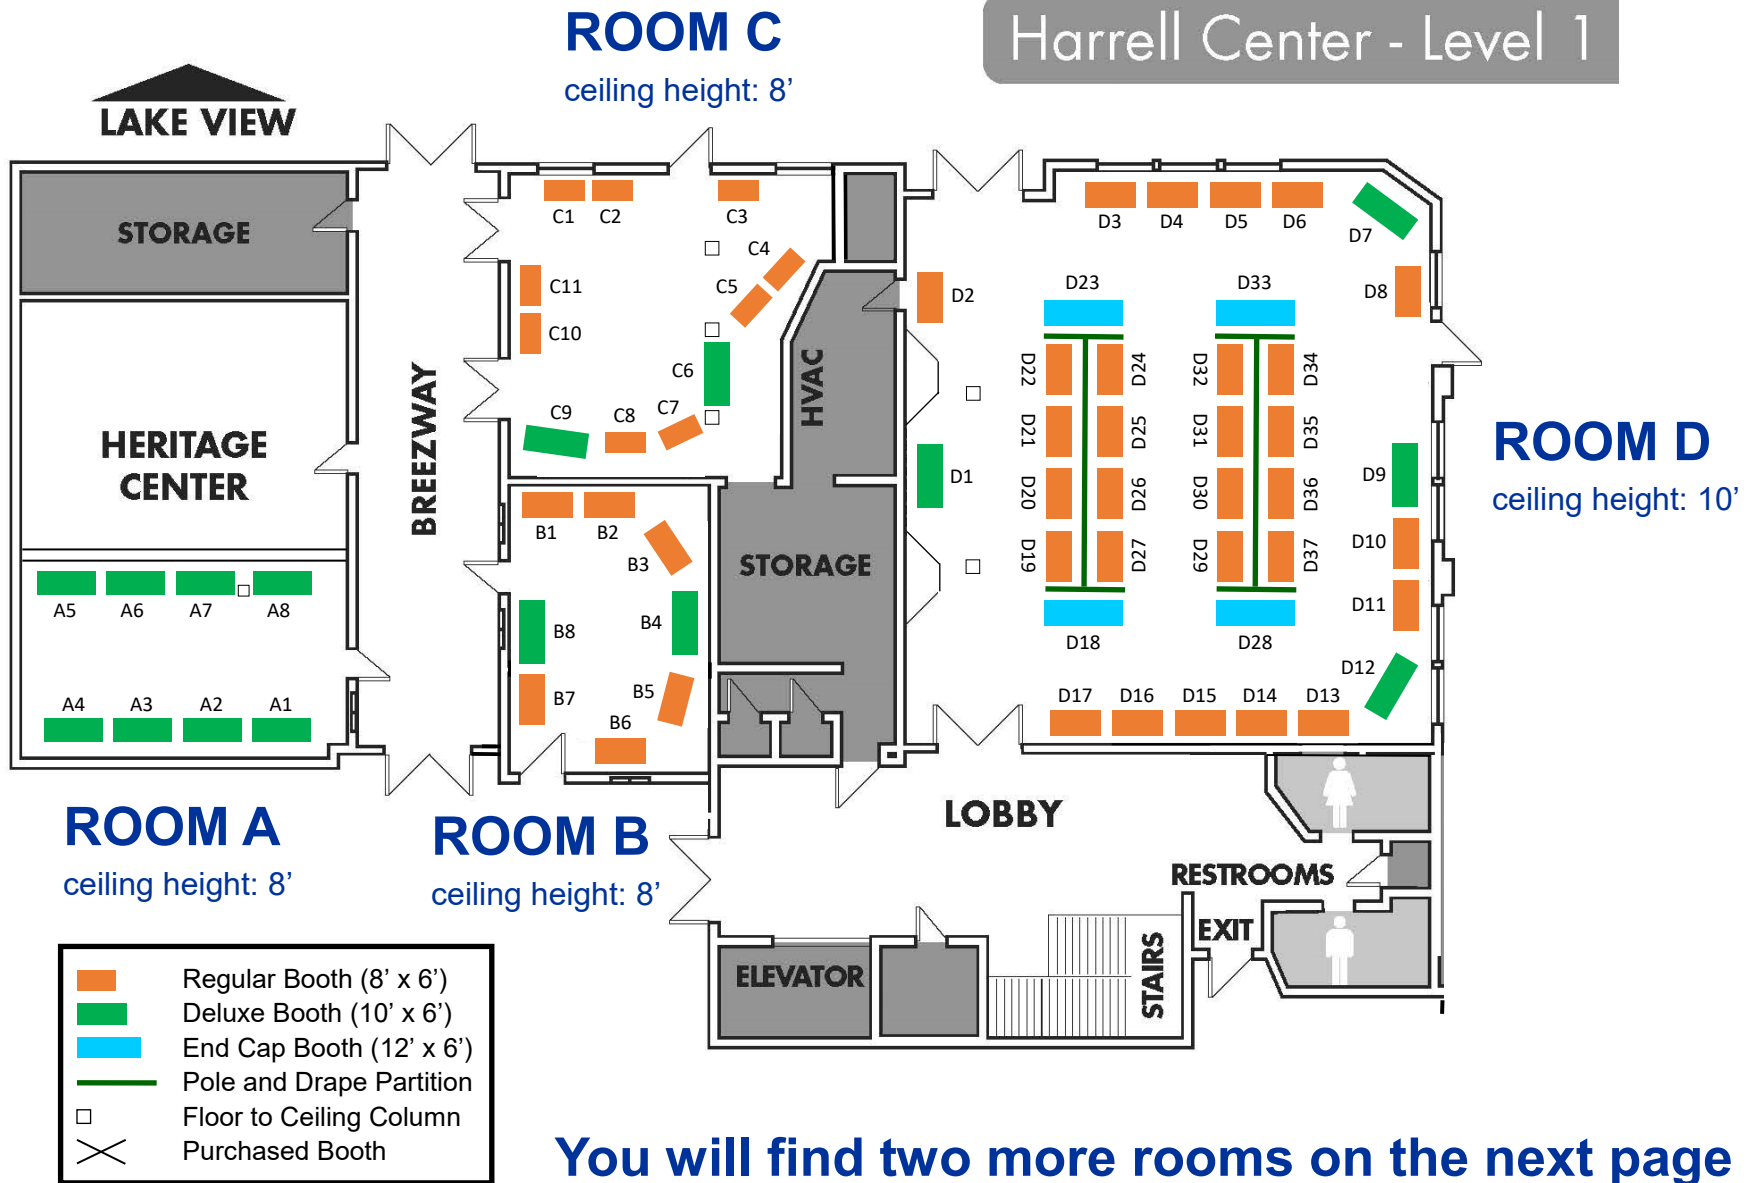 ROOM C
ceiling height: 8’
Harrell Center - Level 1
LAKE VIEW
STORAGE
HERITAGE
CENTER
BREEZWAY
A5 A6 A7 A8
A4 A3 A2 A1
C1 C2 C3
C4
C5
C11
C10
C6
C9 C8 C7
B1 B2
B3
B8 B4
B7 B5
B6
HVAC
STORAGE
D3 D4 D5 D6
D7
D2 D23 D33 D8
D22 D24 D32 D34
D21 D25 D31 D35
D1 D20 D26 D30 D36 D9
D19 D27 D29 D37 D10
D11
D18 D28
D12
D17 D16 D15 D14 D13
ROOM D
ceiling height: 10’
ROOM A
ceiling height: 8’
ROOM B
ceiling height: 8’
LOBBY
RESTROOMS
EXIT
ELEVATOR
STAIRS
Regular Booth (8’ x 6’)
Deluxe Booth (10’ x 6’)
End Cap Booth (12’ x 6’)
Pole and Drape Partition
Floor to Ceiling Column
Purchased Booth
You will find two more rooms on the next page